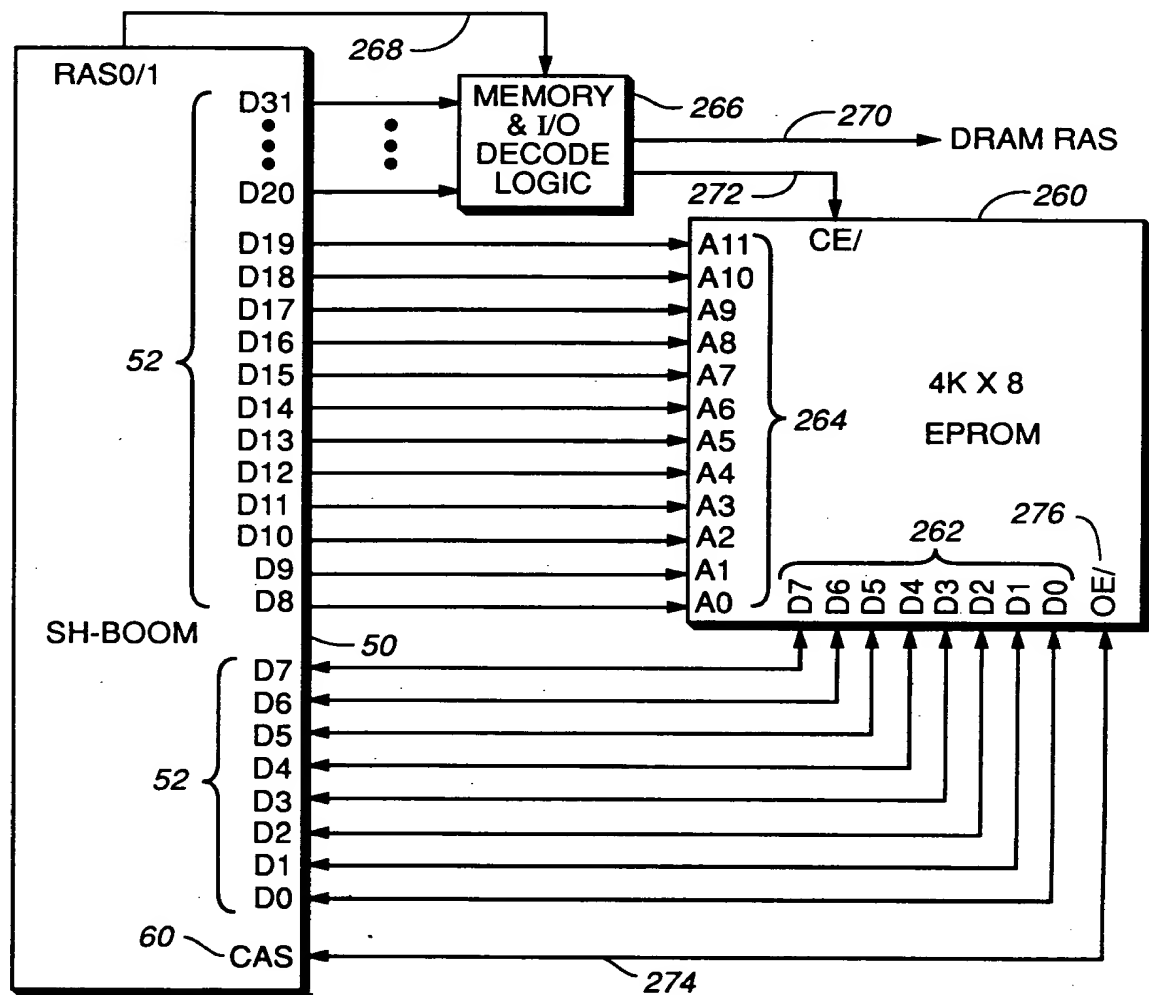 268
RAS0/1
D31
MEMORY
& I/O
DECODE
LOGIC
266
270
DRAM RAS
D20
272
260
D19
A11
CE/
D18
A10
D17
A9
D16
A8
52
D15
A7
4K X 8
D14
A6
264
EPROM
D13
A5
D12
A4
D11
A3
D10
A2
262
276
D9
A1
D8
A0
D7
D6
D5
D4
D3
D2
D1
D0
OE/
SH-BOOM
50
D7
D6
D5
D4
52
D3
D2
D1
D0
60
CAS
274